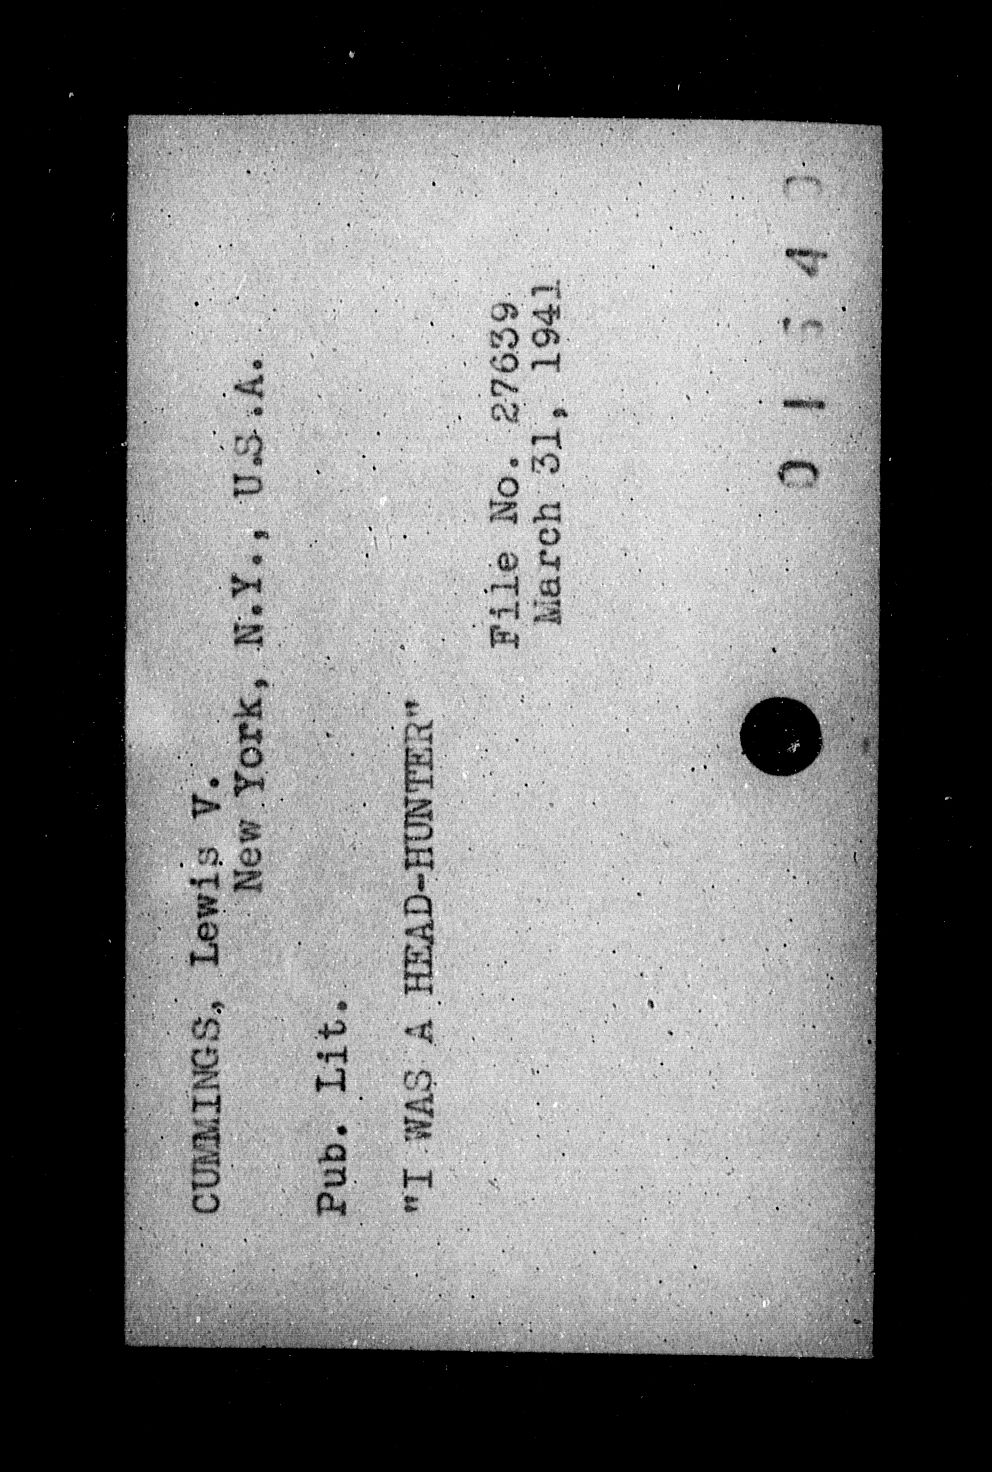 CUMMINGS, Lewis V.
New York, N.Y., U.S.A.
Pub. Lit.
"I WAS A HEAD-HUNTER"
File No. 27639
March 31, 1941